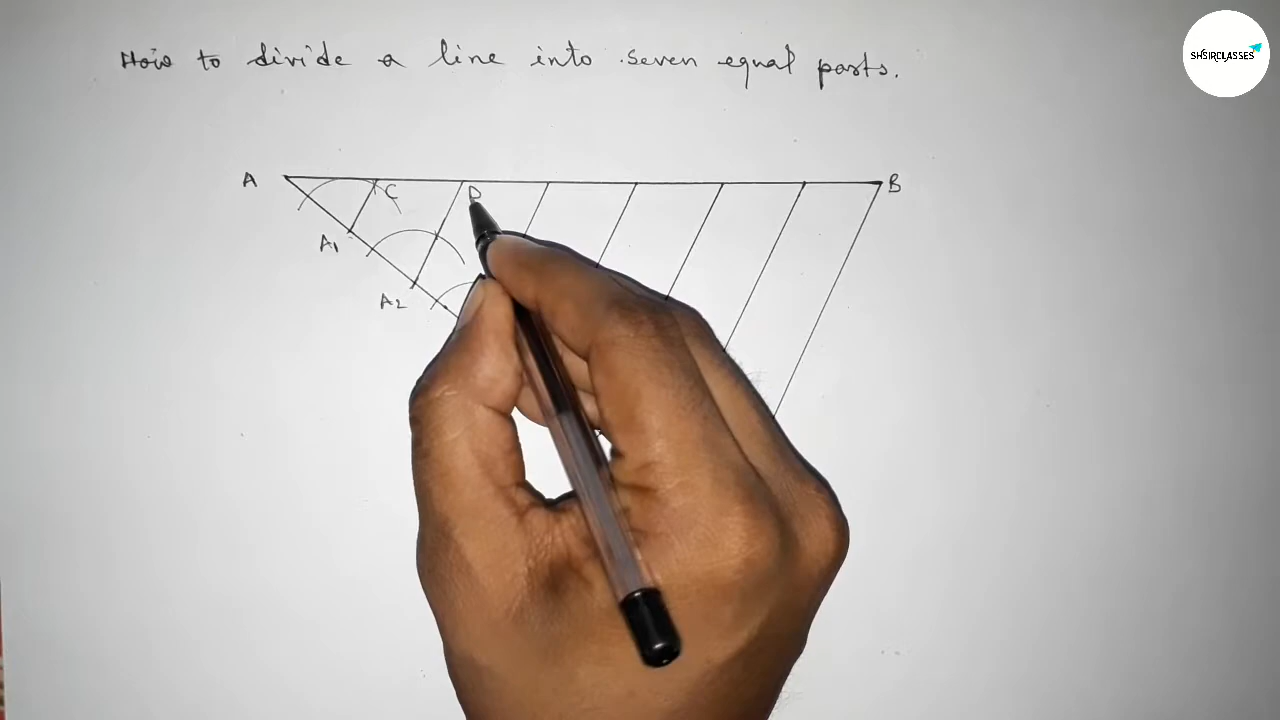 How to divide a line into seven equal parts.
SHSIRCLASSES
A
B
C
D
A1
A2